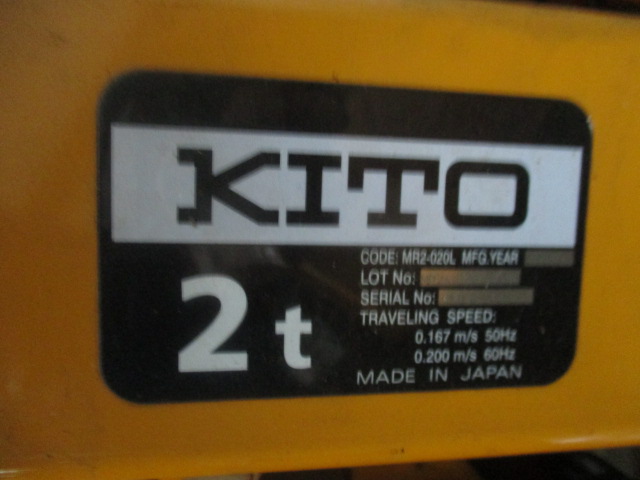 KITO
2t
CODE: MR2-020L MFG.YEAR
LOT No:
SERIAL No:
TRAVELING SPEED:
0.167 m/s 50Hz
0.200 m/s 60Hz
MADE IN JAPAN